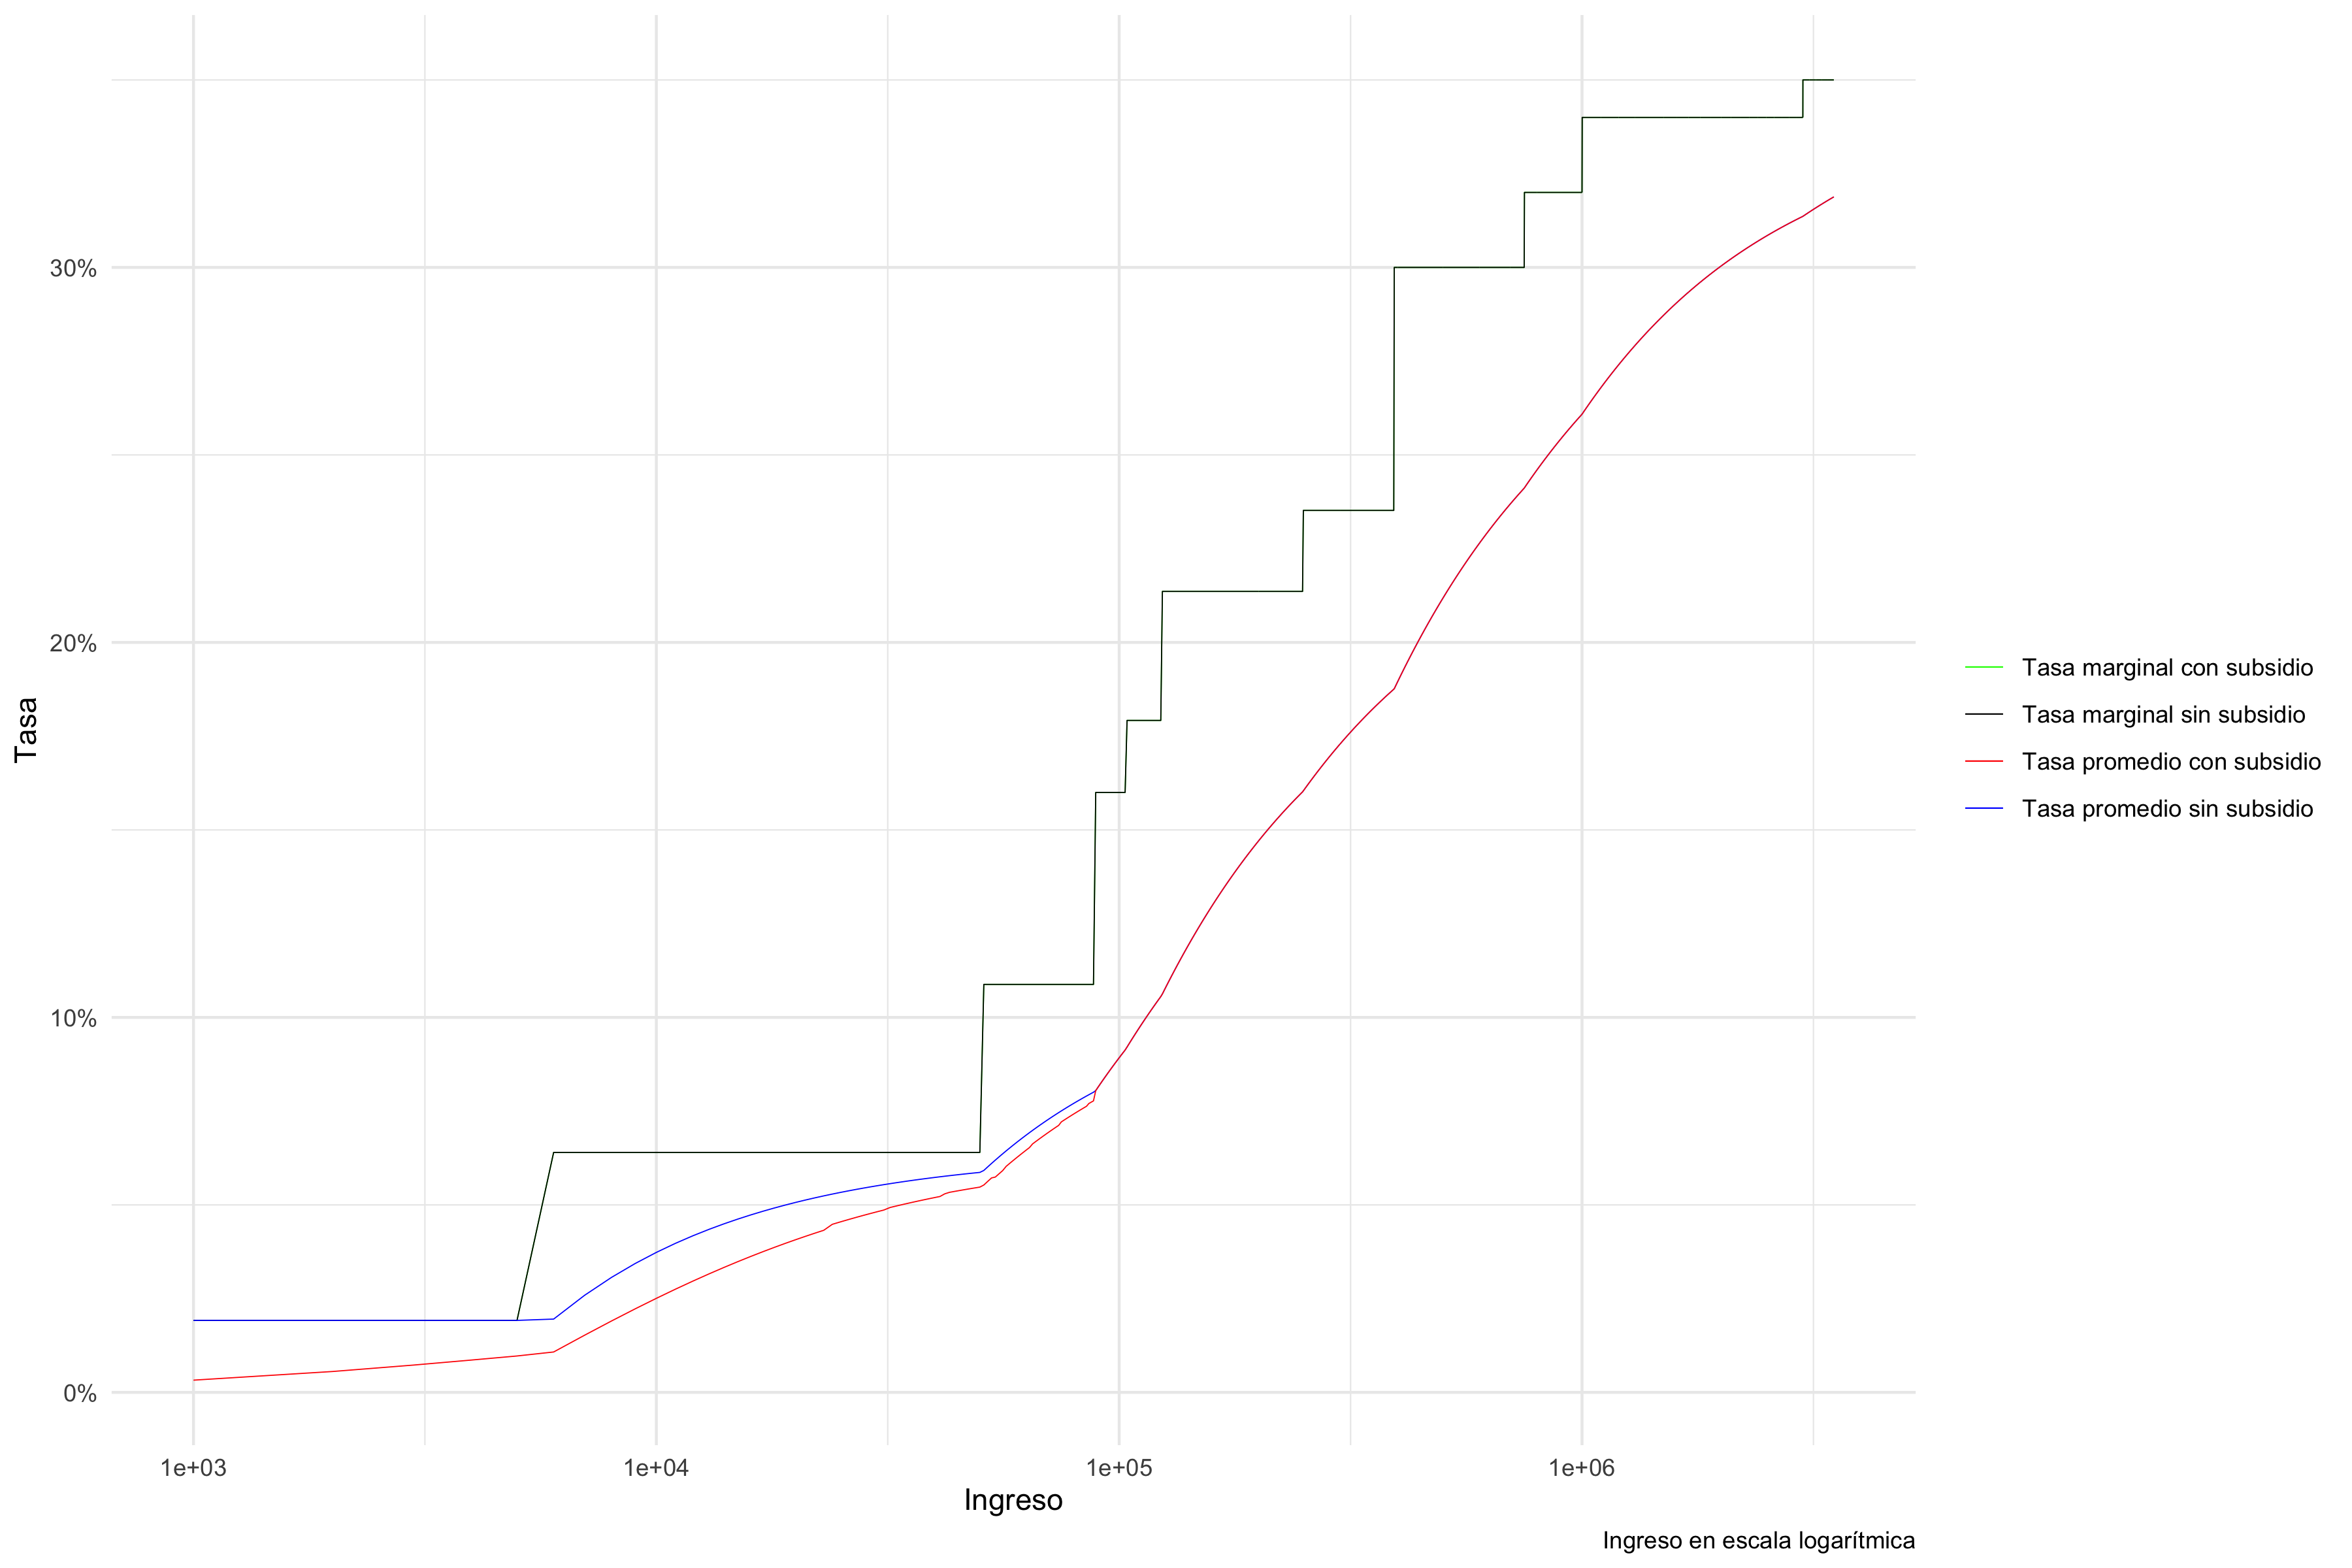 Tasa
30%
20%
10%
0%
1e+03
1e+04
1e+05
1e+06
Ingreso
Ingreso en escala logarítmica
Tasa marginal con subsidio
Tasa marginal sin subsidio
Tasa promedio con subsidio
Tasa promedio sin subsidio